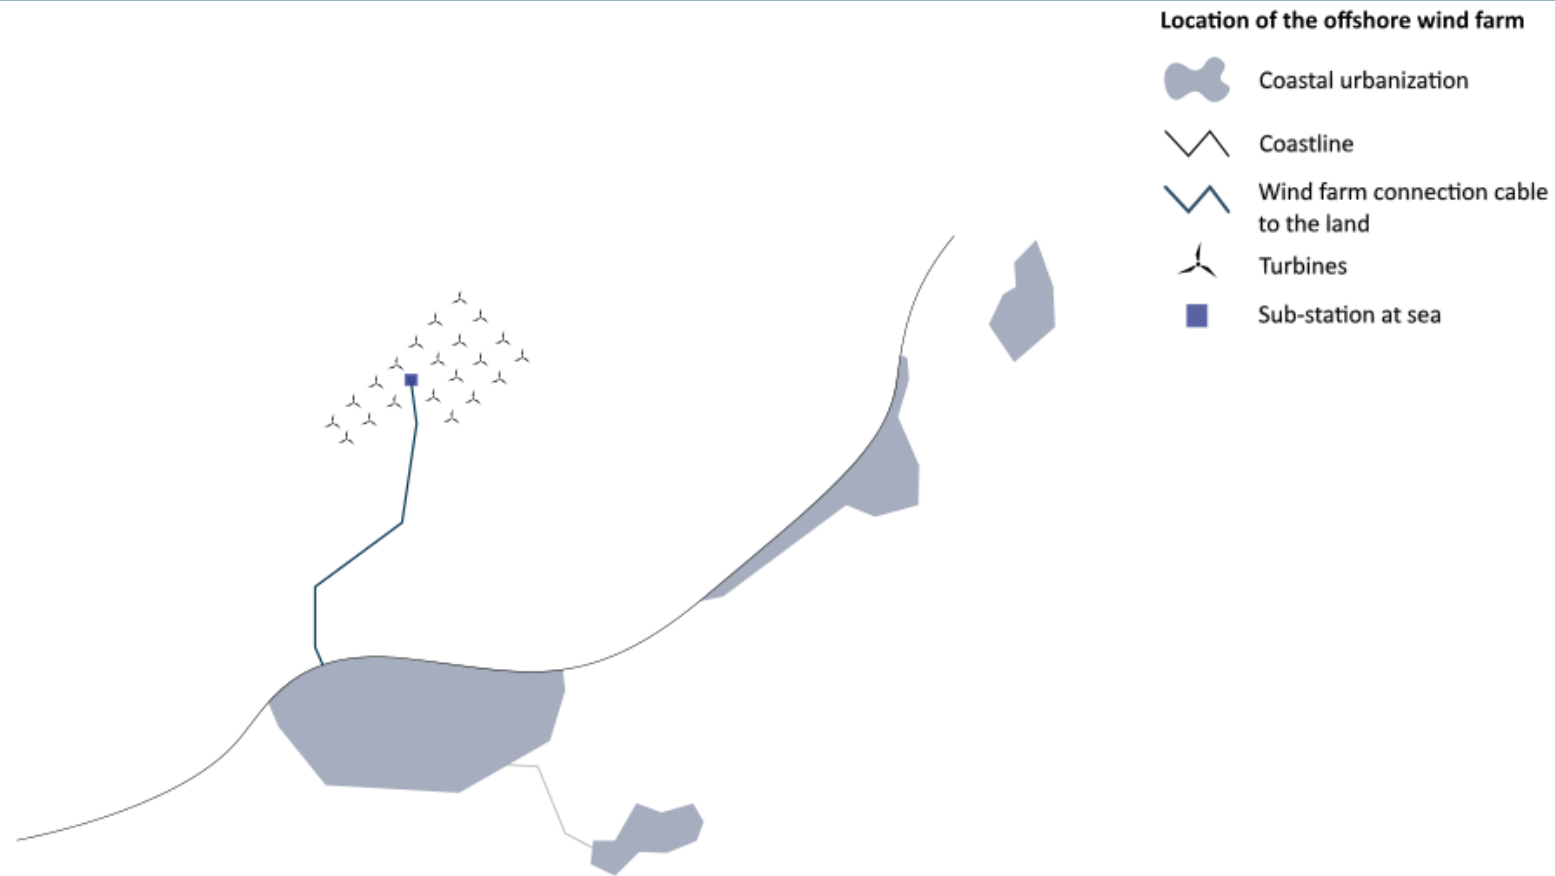 Location of the offshore wind farm
Coastal urbanization
Coastline
Wind farm connection cable
to the land
Turbines
Sub-station at sea